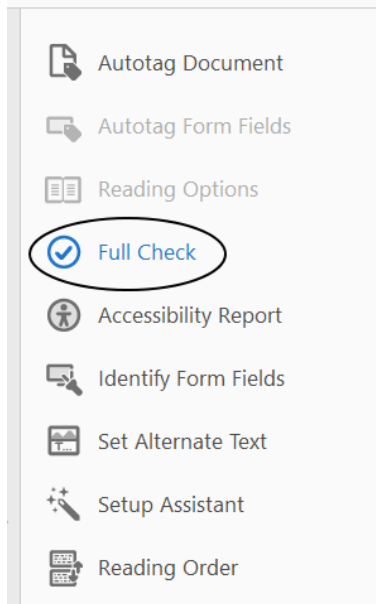 Autotag Document
Autotag Form Fields
Reading Options
Full Check
Accessibility Report
Identify Form Fields
Set Alternate Text
Setup Assistant
Reading Order